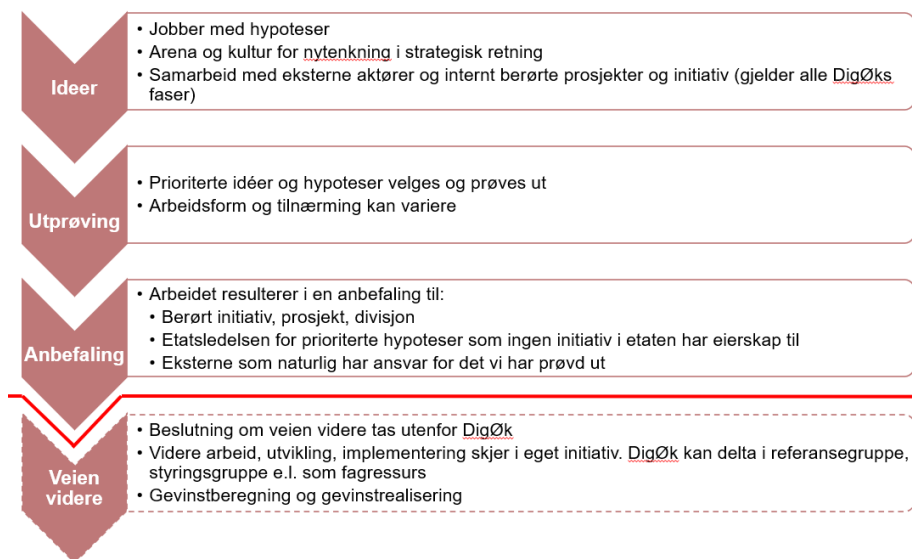 Ideer
• Jobber med hypoteser
• Arena og kultur for nytenkning i strategisk retning
• Samarbeid med eksterne aktører og internt berørte prosjekter og initiativ (gjelder alle DigØks
faser)
Utprøving
• Prioriterte idéer og hypoteser velges og prøves ut
• Arbeidsform og tilnærming kan variere
Anbefaling
• Arbeidet resulterer i en anbefaling til:
• Berørt initiativ, prosjekt, divisjon
• Etatsledelsen for prioriterte hypoteser som ingen initiativ i etaten har eierskap til
• Eksterne som naturlig har ansvar for det vi har prøvd ut
Veien
videre
• Beslutning om veien videre tas utenfor DigØk
• Videre arbeid, utvikling, implementering skjer i eget initiativ. DigØk kan delta i referansegruppe,
styringsgruppe e.l. som fagressurs
• Gevinstberegning og gevinstrealisering